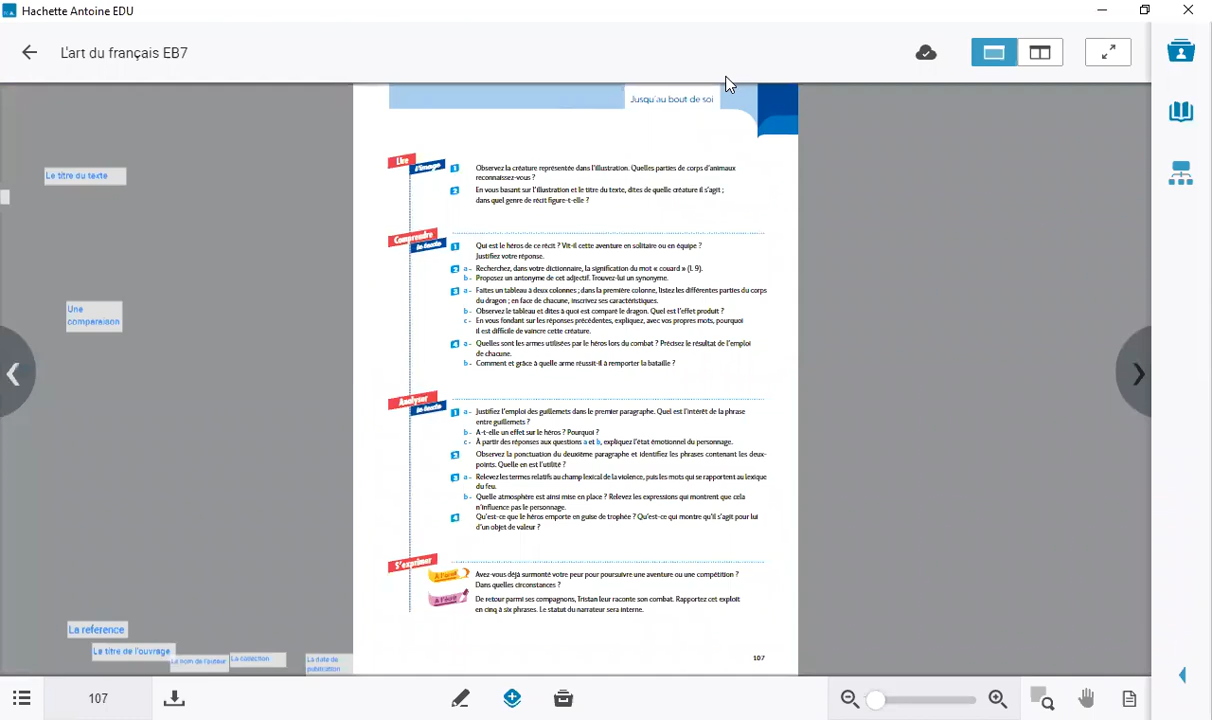 Hachette Antoine EDU
L'art du français EB7
Jusqu'au bout de soi
Le titre du texte
Une
comparaison
Lire
l'image
1 Observez la créature représentée dans l'illustration. Quelles parties de corps d'animaux
reconnaissez-vous ?
2 En vous basant sur l'illustration et le titre du texte, dites de quelle créature il s'agit ;
dans quel genre de récit figure-t-elle ?
Comprendre
1 Qui est le héros de ce récit ? Vit-il cette aventure en solitaire ou en équipe ?
Justifiez votre réponse.
2 a - Recherchez, dans votre dictionnaire, la signification du mot « couard » (l. 9).
b - Proposez un antonyme de cet adjectif. Trouvez-lui un synonyme.
3 a - Faites un tableau à deux colonnes ; dans la première colonne, listez les différentes parties du corps
du dragon ; en face de chacune, inscrivez ses caractéristiques.
b - Observez le tableau et dites à quoi est comparé le dragon. Quel est l'effet produit ?
c - En vous fondant sur les réponses précédentes, expliquez, avec vos propres mots, pourquoi
il est difficile de vaincre cette créature.
4 a - Quelles sont les armes utilisées par le héros lors du combat ? Précisez le résultat de l'emploi
de chacune.
b - Comment et grâce à quelle arme réussit-il à remporter la bataille ?
Analyser
1 a - Justifiez l'emploi des guillemets dans le premier paragraphe. Quel est l'intérêt de la phrase
entre guillemets ?
b - A-t-elle un effet sur le héros ? Pourquoi ?
c - À partir des réponses aux questions a et b, expliquez l'état émotionnel du personnage.
2 Observez la ponctuation du deuxième paragraphe et identifiez les phrases contenant les deux-
points. Quelle en est l'utilité ?
3 a - Relevez les termes relatifs au champ lexical de la violence, puis les mots qui se rapportent au lexique
du feu.
b - Quelle atmosphère est ainsi mise en place ? Relevez les expressions qui montrent que cela
n'influence pas le personnage.
4 Qu'est-ce que le héros emporte en guise de trophée ? Qu'est-ce qui montre qu'il s'agit pour lui
d'un objet de valeur ?
S'exprimer
À l'oral
Avez-vous déjà surmonté votre peur pour poursuivre une aventure ou une compétition ?
Dans quelles circonstances ?
À l'écrit
De retour parmi ses compagnons, Tristan leur raconte son combat. Rapportez cet exploit
en cinq à six phrases. Le statut du narrateur sera interne.
La reférence
Le titre de l'ouvrage
Le nom de l'auteur
La collection
La date de
publication
107
107